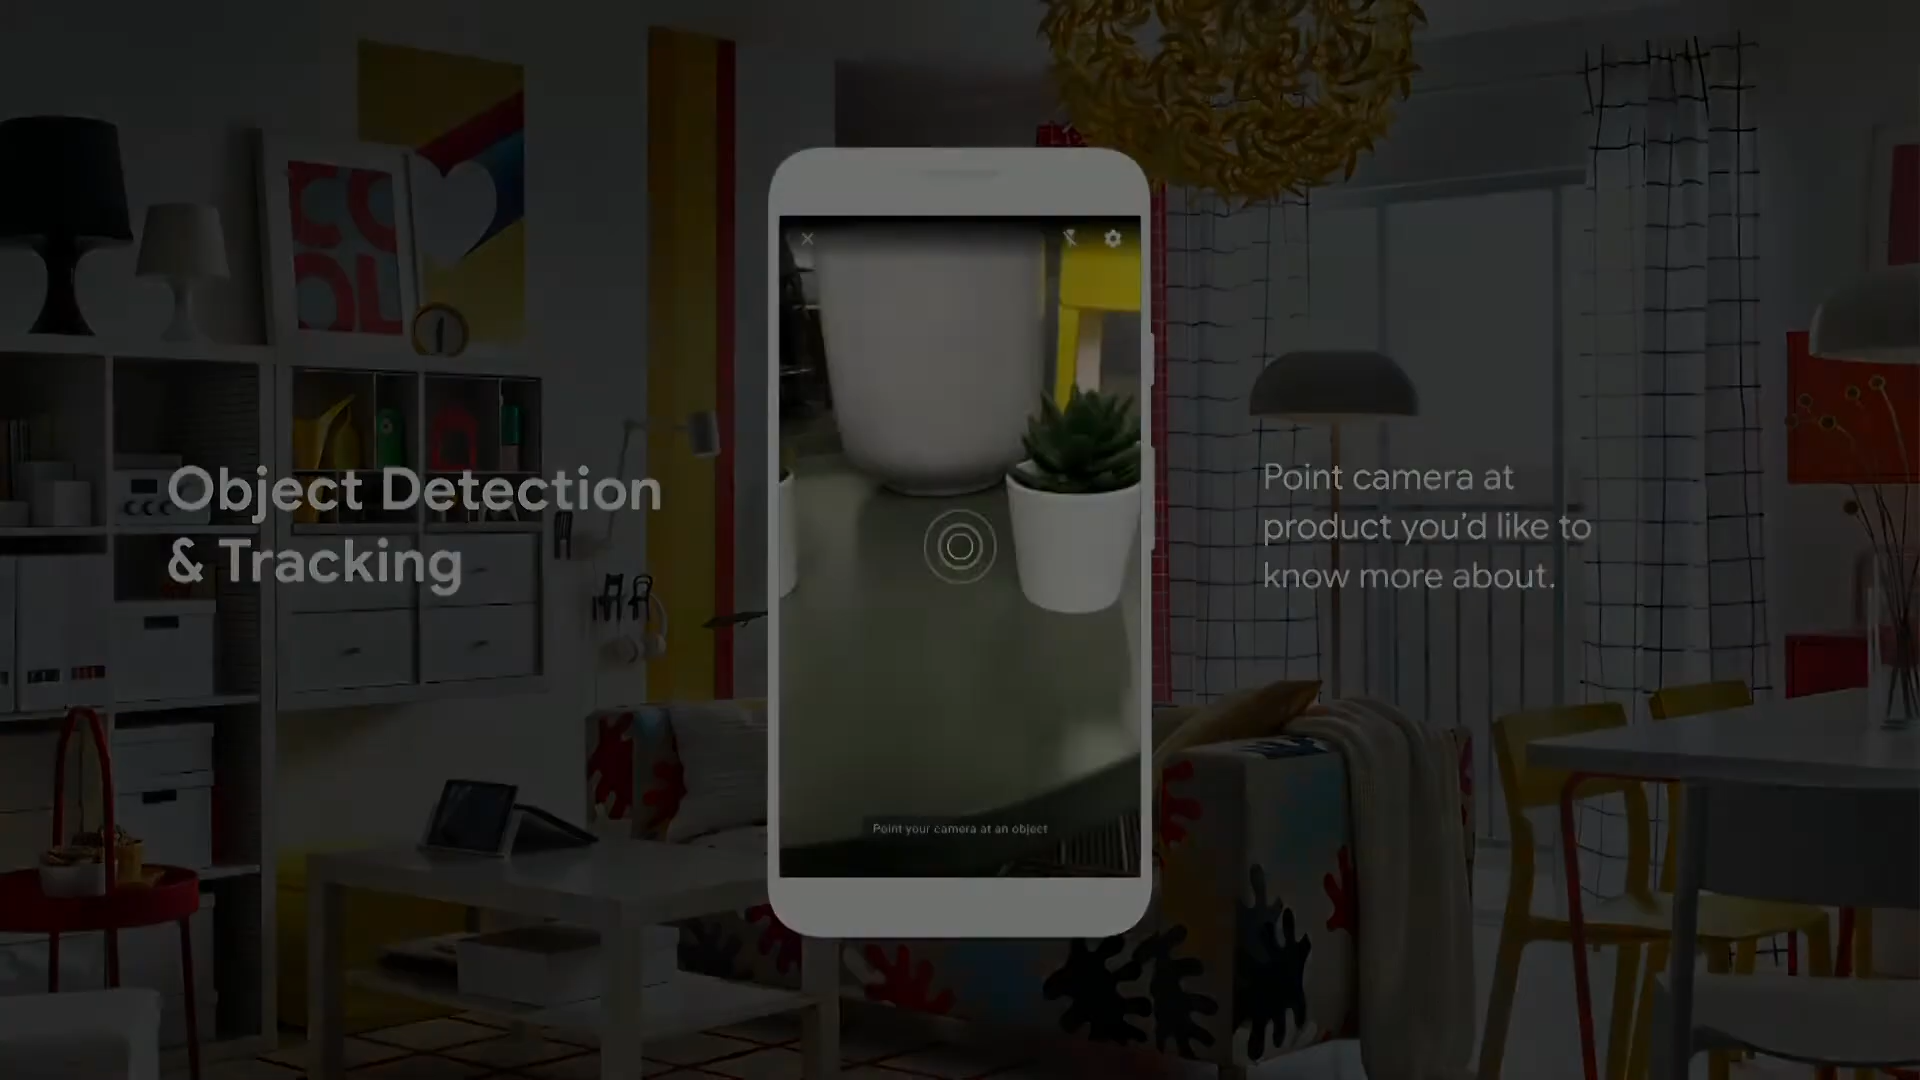 COOL
Object Detection
& Tracking
Point your camera at an object
Point camera at
product you'd like to
know more about.